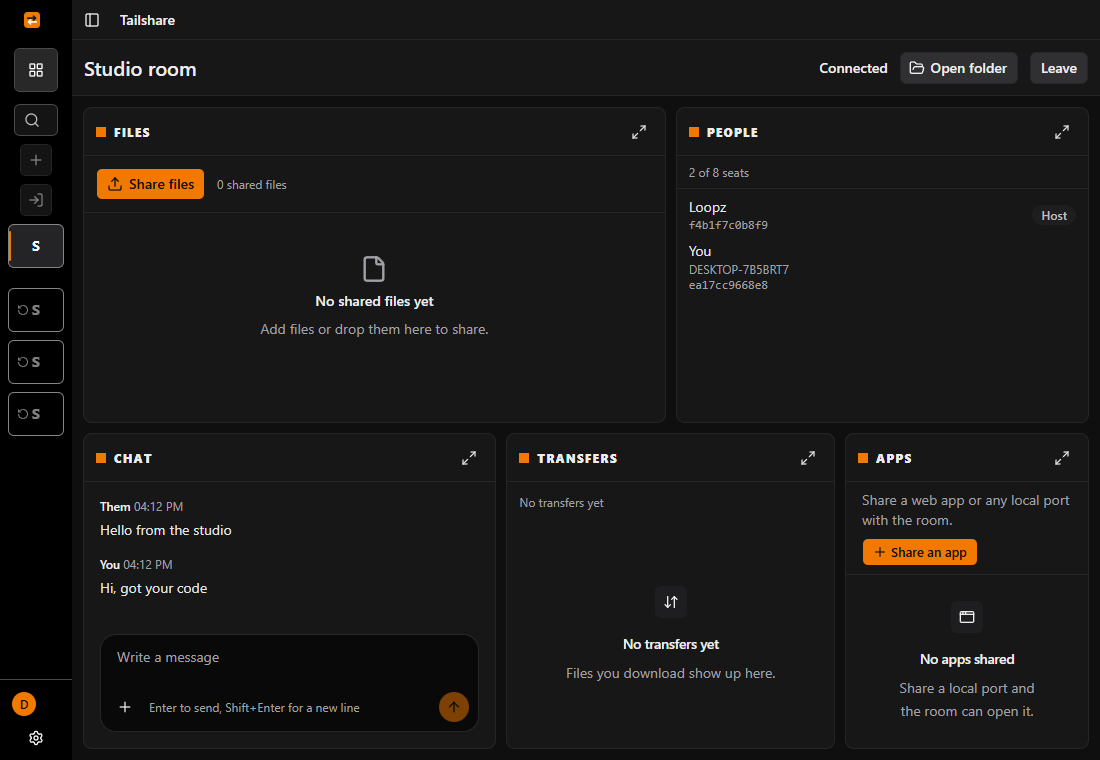 Tailshare
Studio room
Connected
Open folder
Leave
FILES
Share files
0 shared files
No shared files yet
Add files or drop them here to share.
PEOPLE
2 of 8 seats
Loopz
f4b1f7c0b8f9
Host
You
DESKTOP-7B5BRT7
ea17cc9668e8
S
S
S
S
CHAT
Them 04:12 PM
Hello from the studio
You 04:12 PM
Hi, got your code
Write a message
Enter to send, Shift+Enter for a new line
TRANSFERS
No transfers yet
No transfers yet
Files you download show up here.
APPS
Share a web app or any local port
with the room.
Share an app
No apps shared
Share a local port and
the room can open it.
D